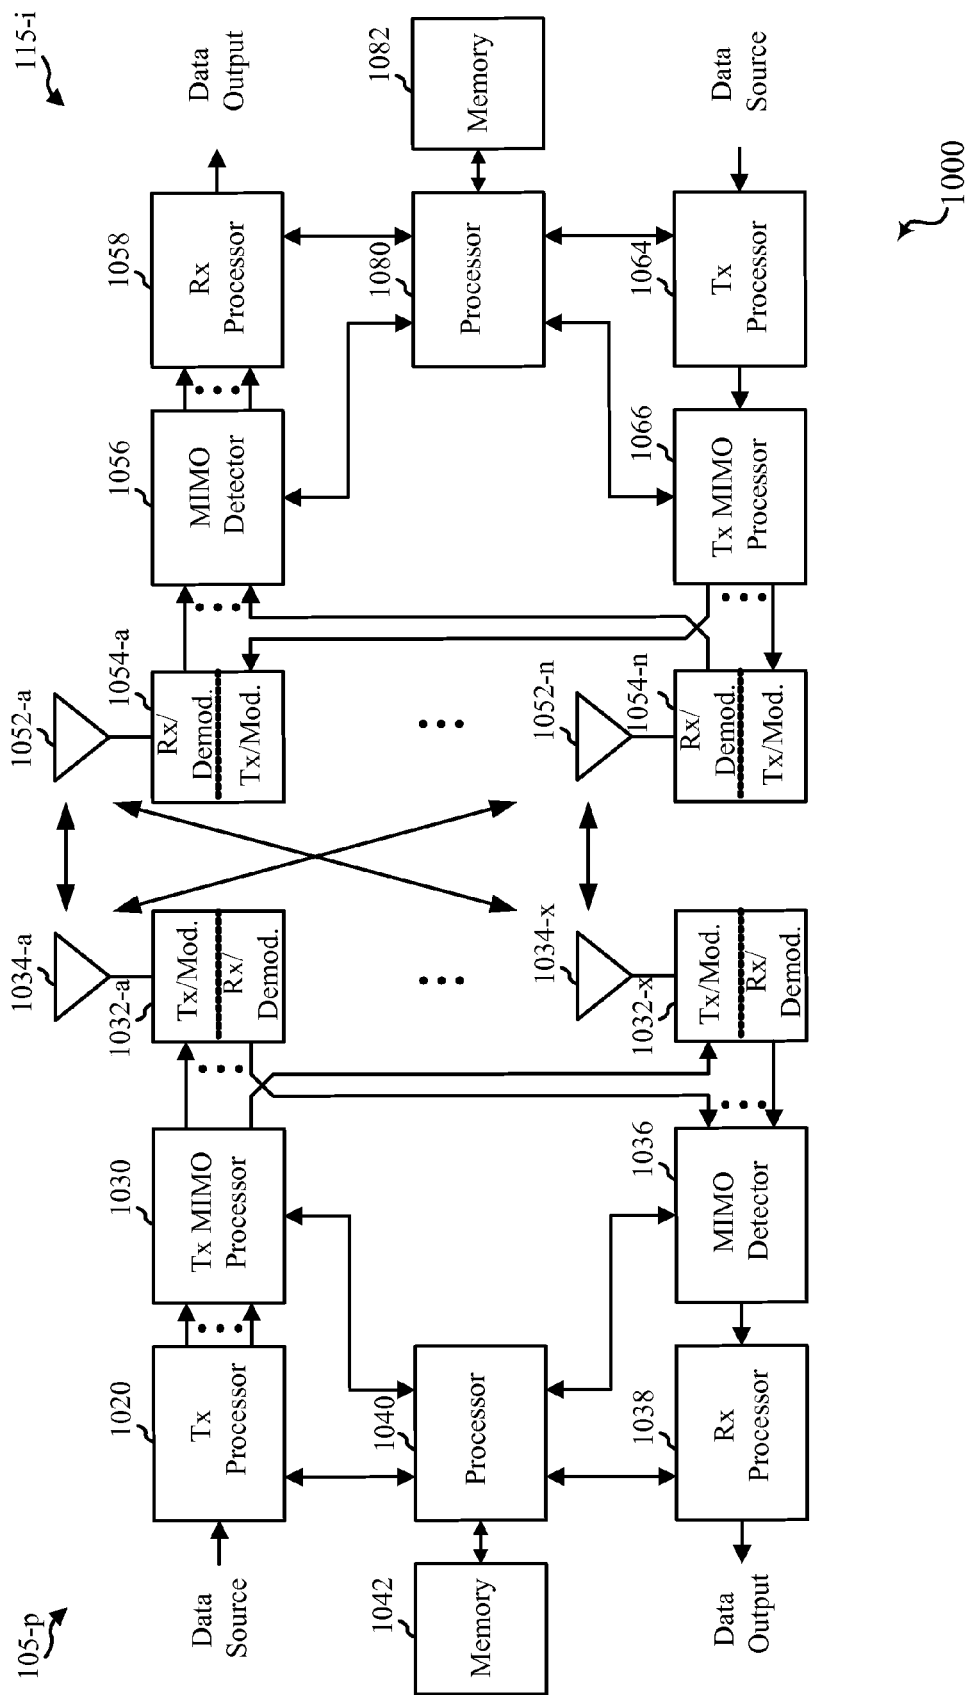 105-p
115-i
Data
Source
1020
Tx
Processor
1030
Tx MIMO
Processor
1032-a
Tx/Mod.
Rx/
Demod.
1034-a
1052-a
1054-a
Rx/
Demod.
Tx/Mod.
1056
MIMO
Detector
1058
Rx
Processor
Data
Output
1042
Memory
1040
Processor
1080
Processor
1082
Memory
Data
Output
1038
Rx
Processor
1036
MIMO
Detector
1032-x
Tx/Mod.
Rx/
Demod.
1034-x
1052-n
1054-n
Rx/
Demod.
Tx/Mod.
1066
Tx MIMO
Processor
1064
Tx
Processor
Data
Source
1000